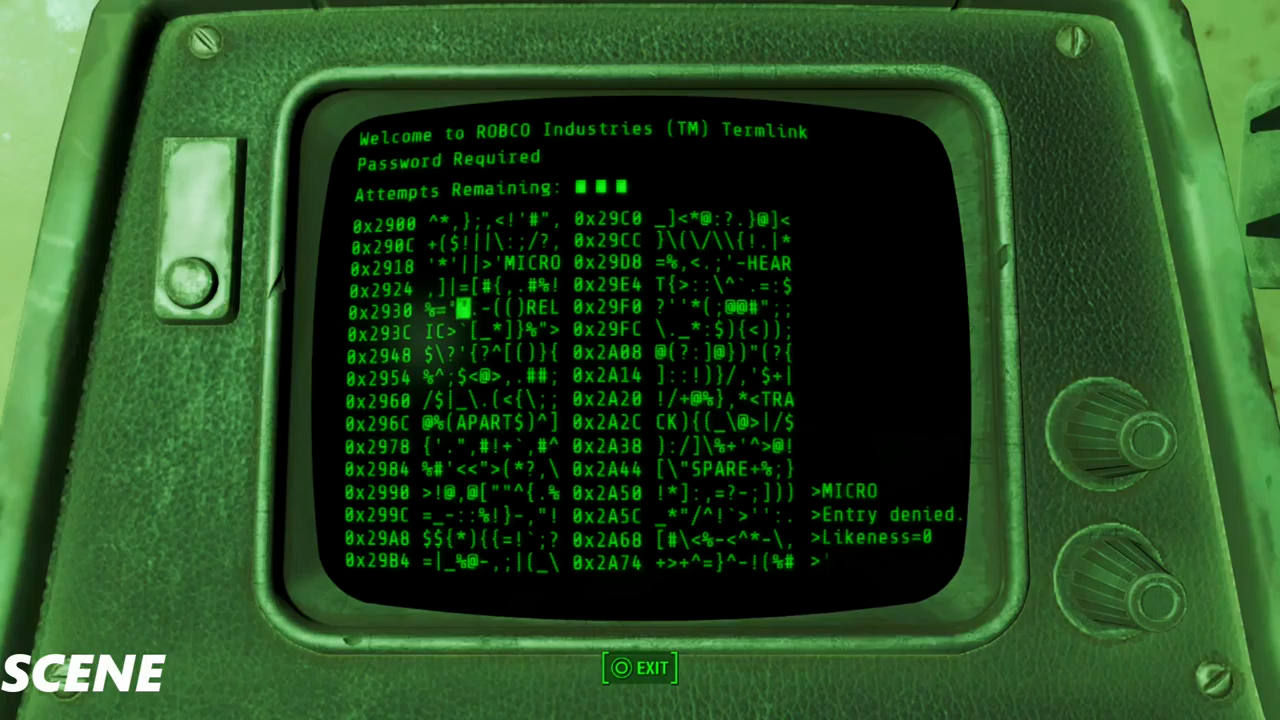 Welcome to ROBCO Industries (TM) Termlink
Password Required
Attempts Remaining: ■ ■ ■
0x2900 ^*,};,<!'#", 0x29C0 _]<*@:?.}@]<
0x290C +($!||\:;/?, 0x29CC }\(\/\\{!.|*
0x2918 '*'||>'MICRO 0x29D8 =%,<.;'-HEAR
0x2924 ,]|=[#{,.#%! 0x29E4 T{>::\^`.=:$
0x2930 %='".-(()REL 0x29F0 ?''*(;@@#";;
0x293C IC>`[_*]}%"> 0x29FC \._*:$){<));
0x2948 $\?'{?^[()}{ 0x2A08 @(?:]@})"(?{
0x2954 %^;$<@>,.##; 0x2A14 ]::!)}/,'$+|
0x2960 /$|_\.(<{\;; 0x2A20 !/+@%},*<TRA
0x296C @%(APART$)^] 0x2A2C CK){(_\@>|/$
0x2978 {'.",#!+`,#^ 0x2A38 ):/]\%+'^>@!
0x2984 %#'<<">(*?,\ 0x2A44 [\"SPARE+%;}
0x2990 >!@,@[""^{.% 0x2A50 !*]:,=?-;])) >MICRO
0x299C =_-::%!}-,"! 0x2A5C _*"/^!`>'':. >Entry denied.
0x29A8 $${*){{=!`;? 0x2A68 [#\<%-<^*-\, >Likeness=0
0x29B4 =|_%@-,;|(_\ 0x2A74 +>+^=}^-!(%# >'
EXIT
SCENE